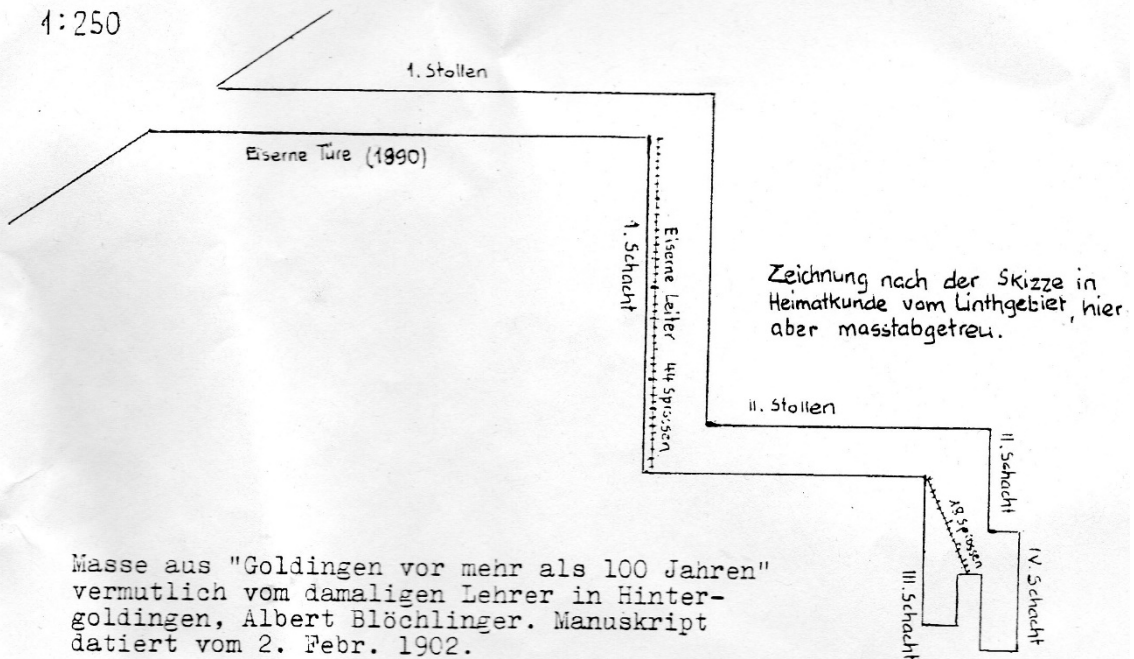 1:250
1. Stollen
Eiserne Türe (1990)
1. Schacht
Eiserne Leiter 44 Sprossen
Zeichnung nach der Skizze in
Heimatkunde vom Linthgebiet, hier
aber masstabgetreu.
II. Stollen
II. Schacht
19 Sprossen
III. Schacht
IV. Schacht
Masse aus "Goldingen vor mehr als 100 Jahren"
vermutlich vom damaligen Lehrer in Hinter-
goldingen, Albert Blöchlinger. Manuskript
datiert vom 2. Febr. 1902.